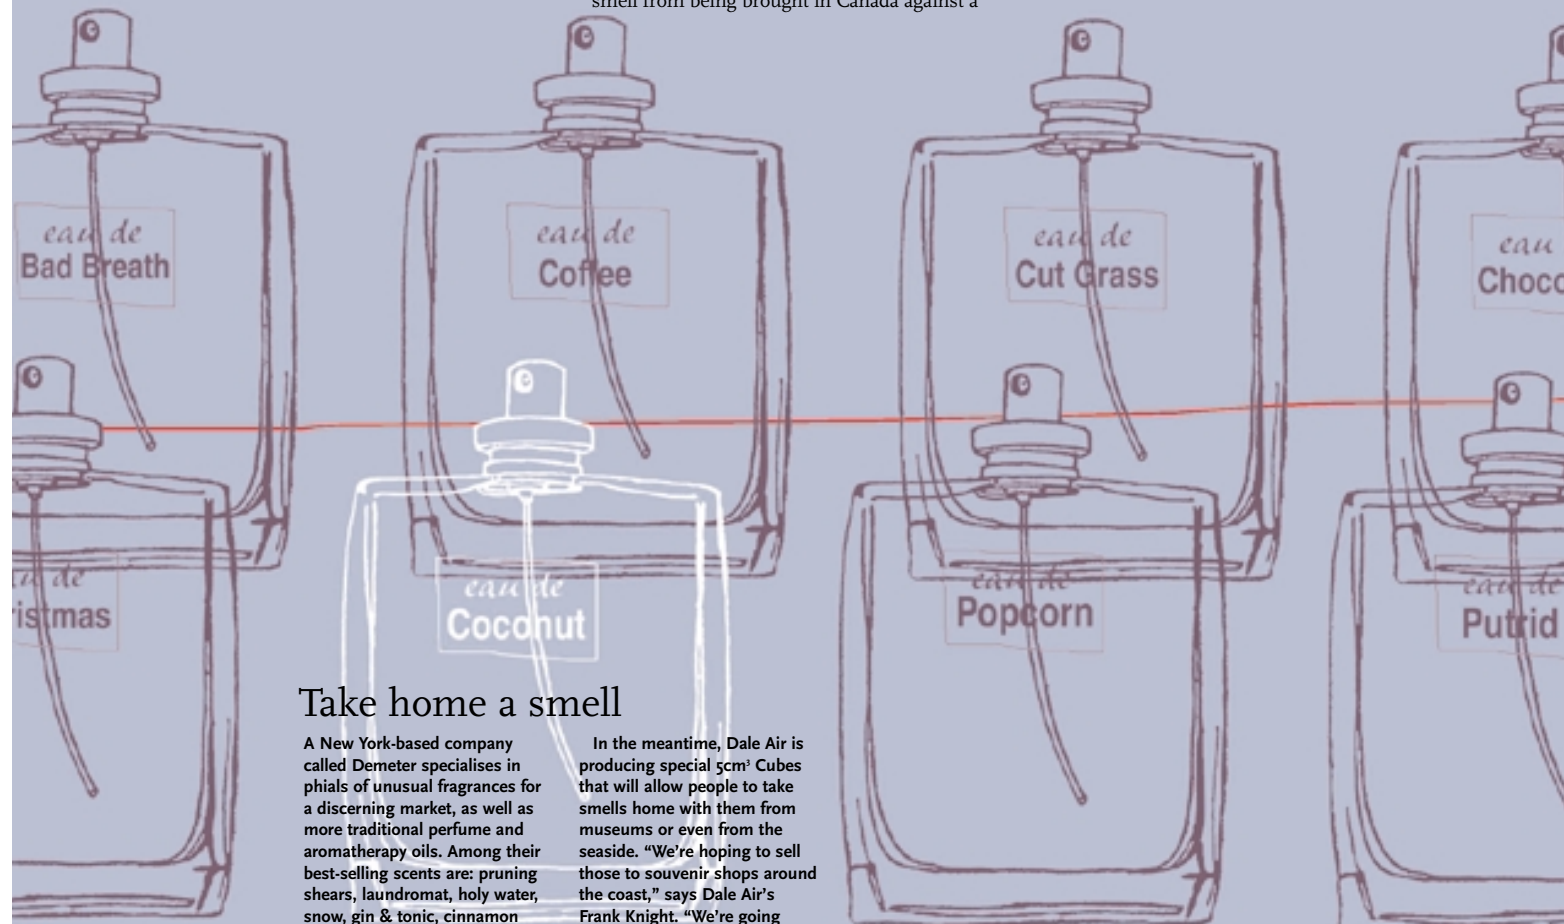 smell from being brought in Canada against a
eau de
Bad Breath
eau de
Coffee
eau de
Cut Grass
eau
Choco
eau de
ristmas
eau de
Coconut
eau de
Popcorn
eau de
Putrid
Take home a smell
A New York-based company
called Demeter specialises in
phials of unusual fragrances for
a discerning market, as well as
more traditional perfume and
aromatherapy oils. Among their
best-selling scents are: pruning
shears, laundromat, holy water,
snow, gin & tonic, cinnamon
In the meantime, Dale Air is
producing special 5cm³ Cubes
that will allow people to take
smells home with them from
museums or even from the
seaside. “We’re hoping to sell
those to souvenir shops around
the coast,” says Dale Air’s
Frank Knight. “We’re going